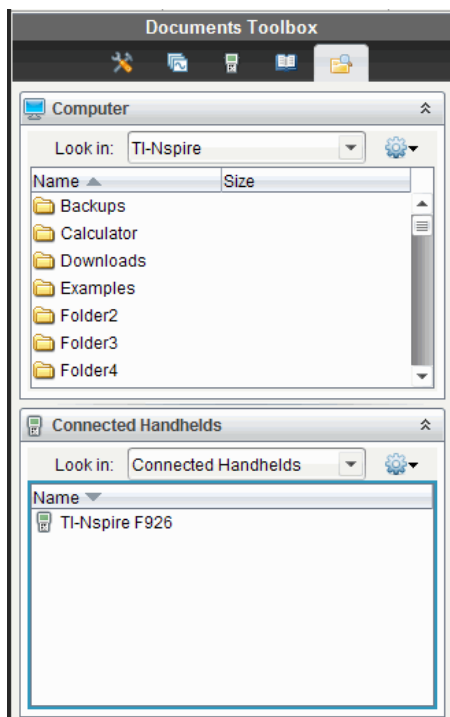 Documents Toolbox
Computer
Look in: TI-Nspire
Name Size
Backups
Calculator
Downloads
Examples
Folder2
Folder3
Folder4
Connected Handhelds
Look in: Connected Handhelds
Name
TI-Nspire F926